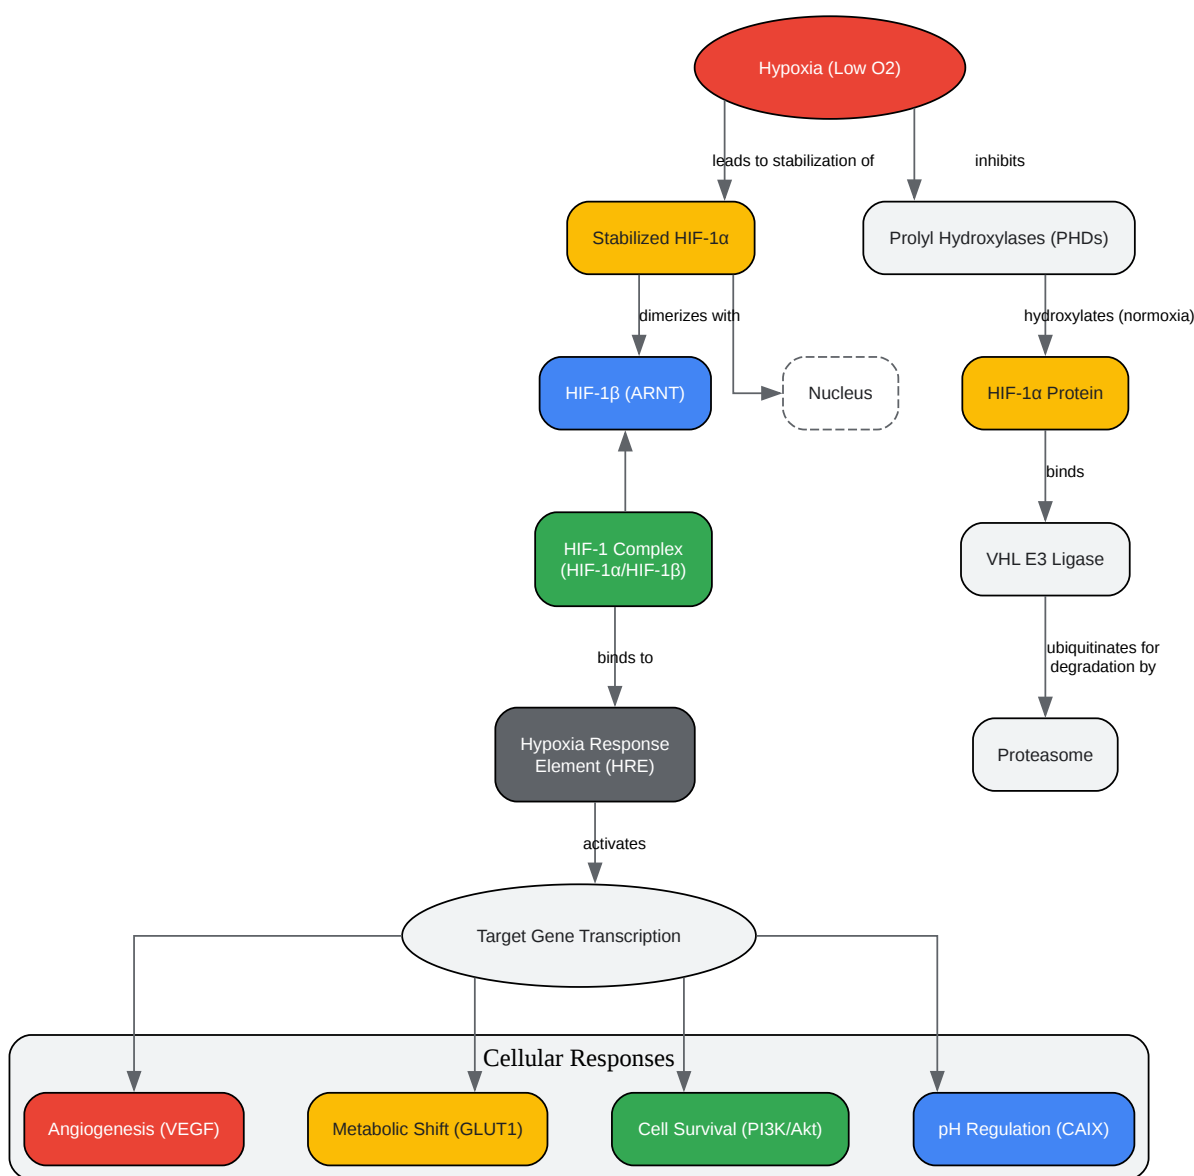 Hypoxia (Low O2)
leads to stabilization of
inhibits
Stabilized HIF-1α
Prolyl Hydroxylases (PHDs)
dimerizes with
hydroxylates (normoxia)
HIF-1β (ARNT)
Nucleus
HIF-1α Protein
binds
HIF-1 Complex
(HIF-1α/HIF-1β)
VHL E3 Ligase
binds to
ubiquitinates for
degradation by
Hypoxia Response
Element (HRE)
Proteasome
activates
Target Gene Transcription
Cellular Responses
Angiogenesis (VEGF)
Metabolic Shift (GLUT1)
Cell Survival (PI3K/Akt)
pH Regulation (CAIX)